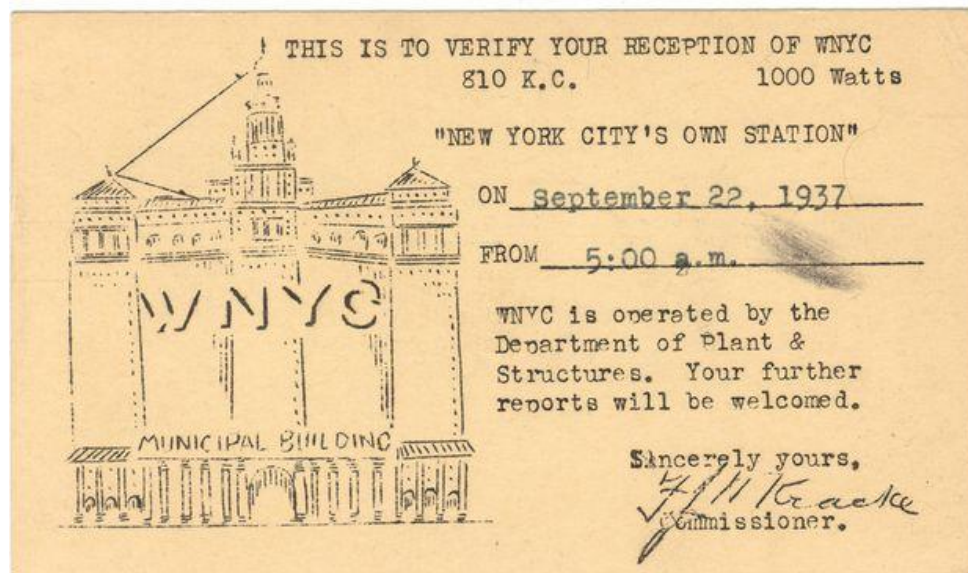 THIS IS TO VERIFY YOUR RECEPTION OF WNYC
810 K.C. 1000 Watts
"NEW YORK CITY'S OWN STATION"
ON September 22, 1937
FROM 5:00 a.m.
WNYC
WNYC is operated by the
Department of Plant &
Structures. Your further
reports will be welcomed.
MUNICIPAL BUILDING
Sincerely yours,
F J H Kracke
Commissioner.